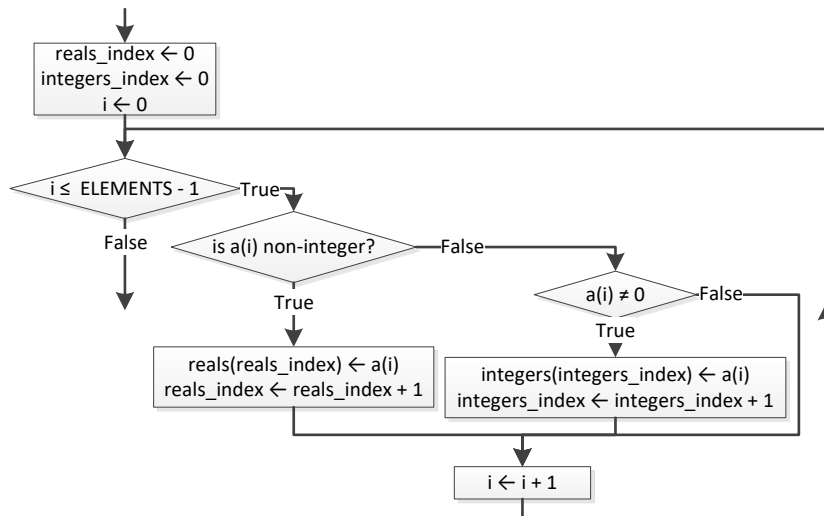 reals_index ← 0
integers_index ← 0
i ← 0
i ≤ ELEMENTS - 1
True
False
is a(i) non-integer?
False
True
a(i) ≠ 0
False
True
reals(reals_index) ← a(i)
reals_index ← reals_index + 1
integers(integers_index) ← a(i)
integers_index ← integers_index + 1
i ← i + 1